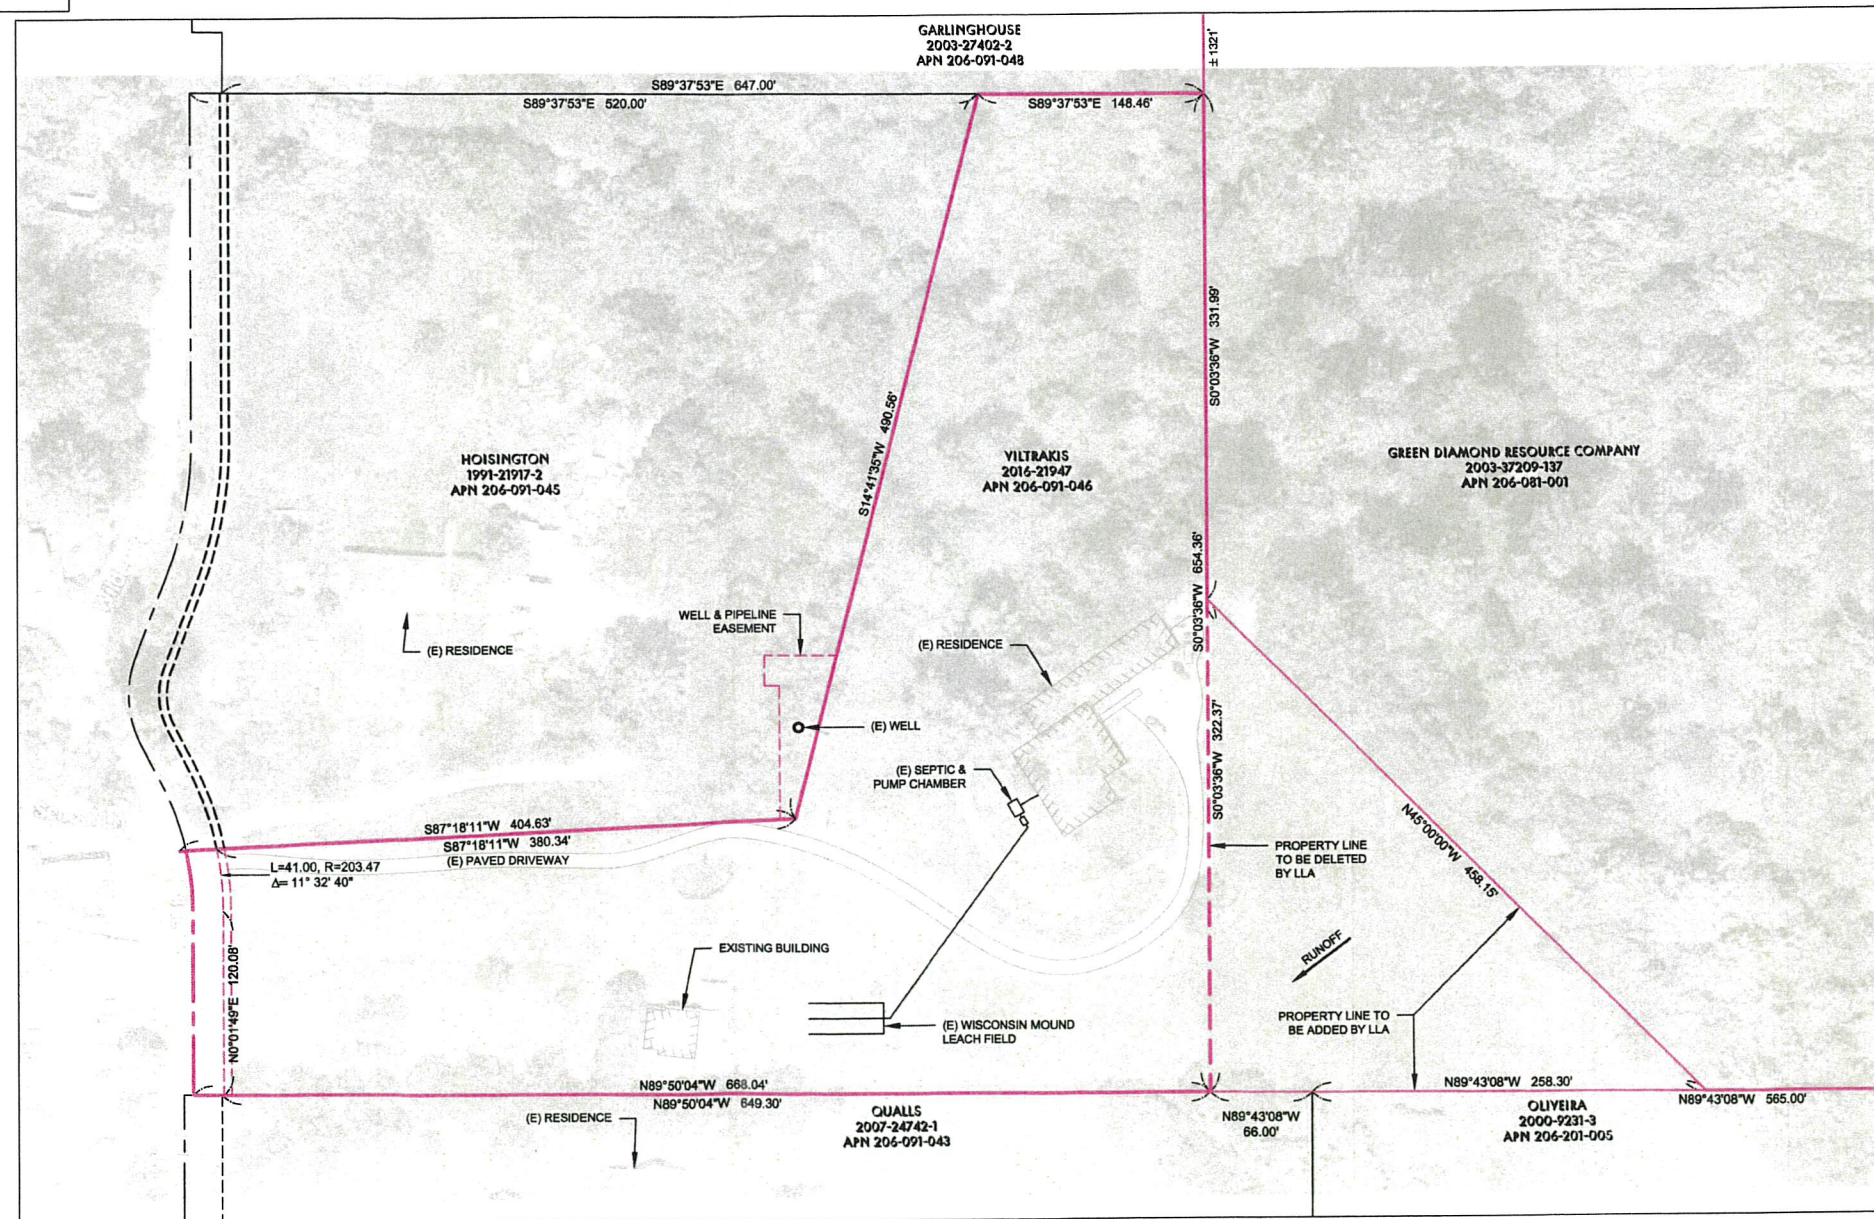 GARLINGHOUSE
2003-27402-2
APN 206-091-048
± 1321'
S89°37'53"E 647.00'
S89°37'53"E 520.00'
S89°37'53"E 148.46'
S0°03'36"W 331.99'
S14°41'35"W 490.56'
HOISINGTON
1991-21917-2
APN 206-091-045
VILTRAKIS
2016-21947
APN 206-091-046
GREEN DIAMOND RESOURCE COMPANY
2003-37209-137
APN 206-081-001
S0°03'36"W 654.36'
WELL & PIPELINE
EASEMENT
(E) RESIDENCE
(E) RESIDENCE
(E) WELL
S0°03'36"W 322.37'
(E) SEPTIC &
PUMP CHAMBER
N45°00'00"W 458.15'
S87°18'11"W 404.63'
S87°18'11"W 380.34'
(E) PAVED DRIVEWAY
L=41.00, R=203.47
Δ= 11° 32' 40"
PROPERTY LINE
TO BE DELETED
BY LLA
N0°01'49"E 120.08'
EXISTING BUILDING
RUNOFF
(E) WISCONSIN MOUND
LEACH FIELD
PROPERTY LINE TO
BE ADDED BY LLA
N89°50'04"W 668.04'
N89°50'04"W 649.30'
N89°43'08"W 258.30'
N89°43'08"W 565.00'
(E) RESIDENCE
QUALLS
2007-24742-1
APN 206-091-043
N89°43'08"W
66.00'
OLIVEIRA
2000-9231-3
APN 206-201-005